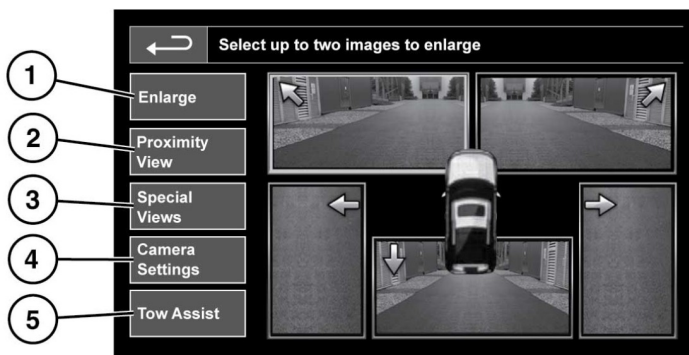 Select up to two images to enlarge
1
Enlarge
2
Proximity
View
3
Special
Views
4
Camera
Settings
5
Tow Assist